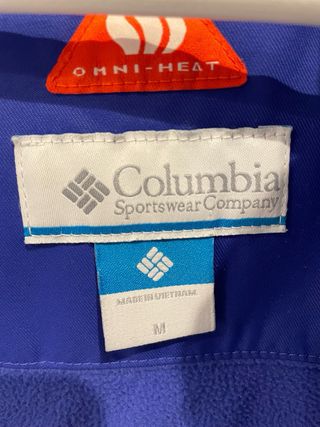 OMNI-HEAT
Columbia
Sportswear Company
MADE IN VIETNAM
M